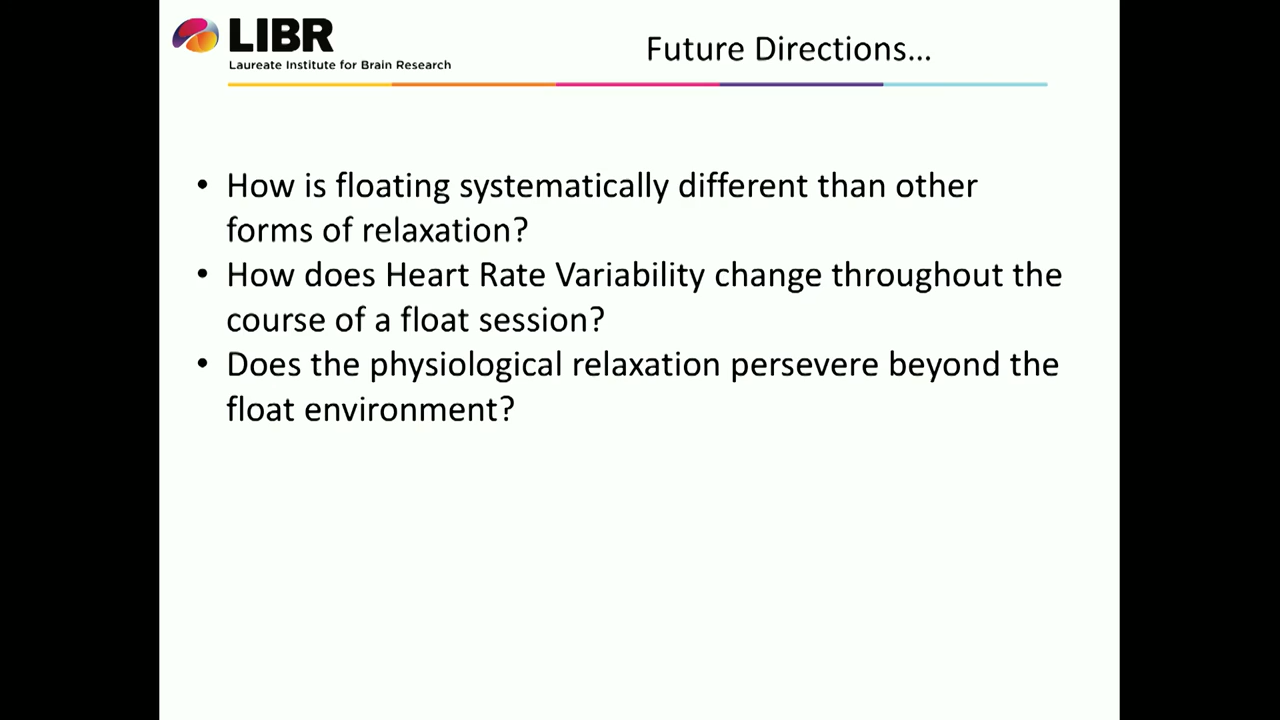 LIBR
Laureate Institute for Brain Research
Future Directions...
• How is floating systematically different than other
forms of relaxation?
• How does Heart Rate Variability change throughout the
course of a float session?
• Does the physiological relaxation persevere beyond the
float environment?